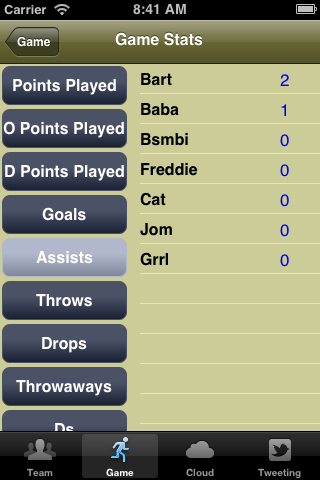 Carrier 8:41 AM
Game
Game Stats
Points Played
O Points Played
D Points Played
Goals
Assists
Throws
Drops
Throwaways
Ds
Bart 2
Baba 1
Bsmbi 0
Freddie 0
Cat 0
Jom 0
Grrl 0
Team Game Cloud Tweeting